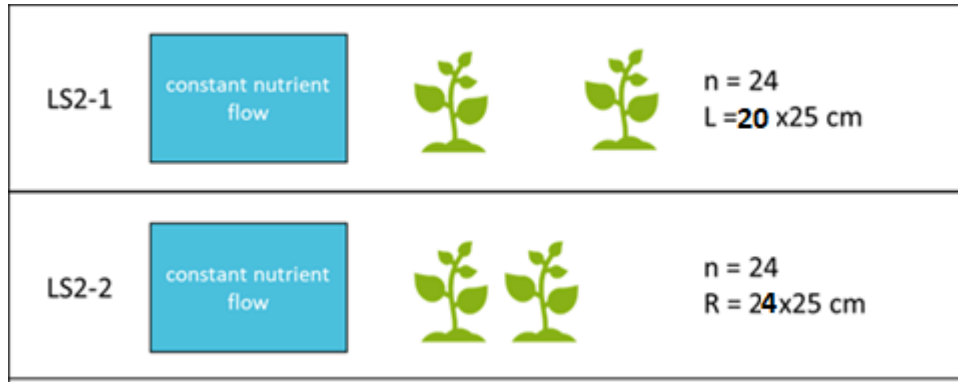 LS2-1
constant nutrient
flow
n = 24
L =20 x25 cm
LS2-2
constant nutrient
flow
n = 24
R = 24x25 cm